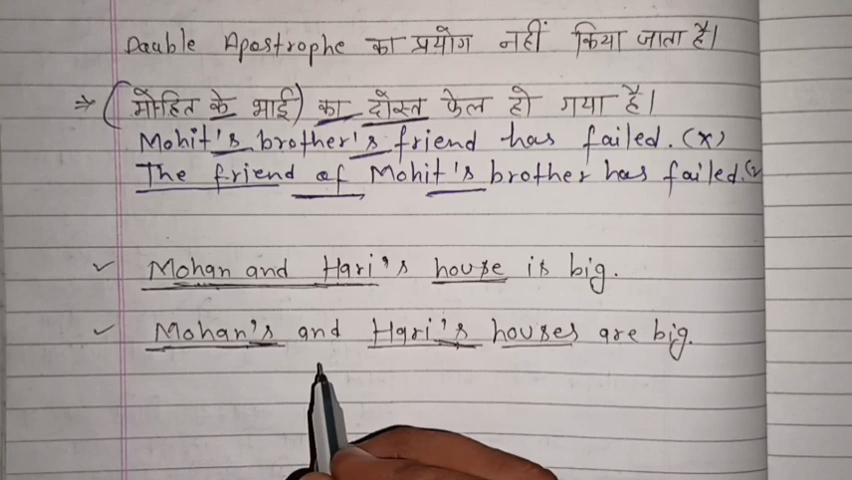 Double Apostrophe का प्रयोग नहीं किया जाता है।
⇒ (मोहित के भाई) का दोस्त फेल हो गया है।
Mohit's brother's friend has failed. (x)
The friend of Mohit's brother has failed. (✓
✓ Mohan and Hari's house is big.
✓ Mohan's and Hari's houses are big.